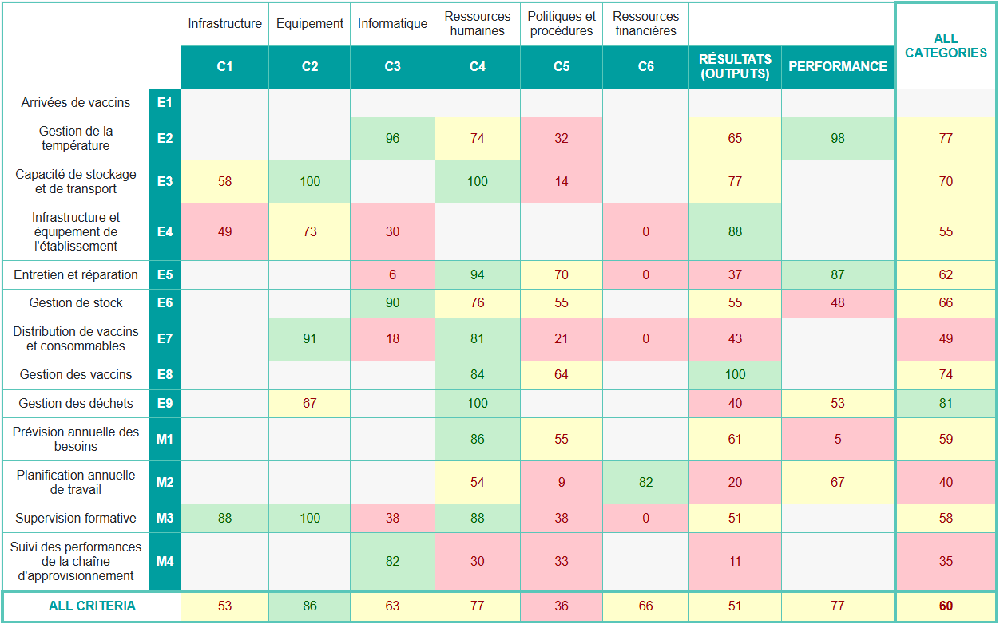 Infrastructure Equipement Informatique Ressources humaines Politiques et procédures Ressources financières
ALL CATEGORIES
C1 C2 C3 C4 C5 C6 RÉSULTATS (OUTPUTS) PERFORMANCE
Arrivées de vaccins E1
Gestion de la température E2 96 74 32 65 98 77
Capacité de stockage et de transport E3 58 100 100 14 77 70
Infrastructure et équipement de l'établissement E4 49 73 30 0 88 55
Entretien et réparation E5 6 94 70 0 37 87 62
Gestion de stock E6 90 76 55 55 48 66
Distribution de vaccins et consommables E7 91 18 81 21 0 43 49
Gestion des vaccins E8 84 64 100 74
Gestion des déchets E9 67 100 40 53 81
Prévision annuelle des besoins M1 86 55 61 5 59
Planification annuelle de travail M2 54 9 82 20 67 40
Supervision formative M3 88 100 38 88 38 0 51 58
Suivi des performances de la chaîne d'approvisionnement M4 82 30 33 11 35
ALL CRITERIA 53 86 63 77 36 66 51 77 60